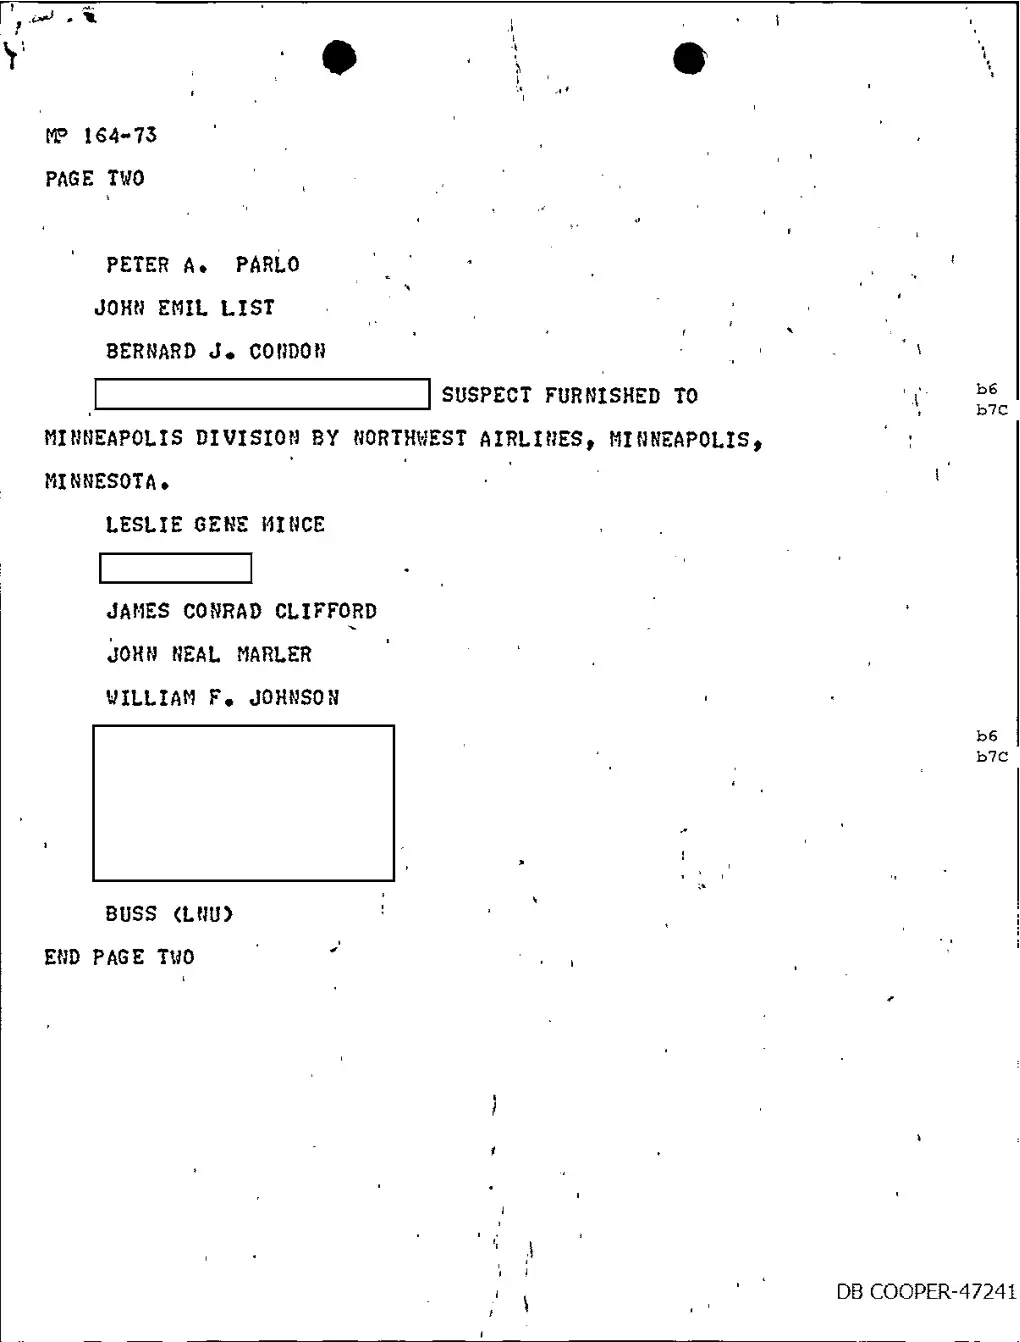 MP 164-73
PAGE TWO
PETER A. PARLO
JOHN EMIL LIST
BERNARD J. CONDON
SUSPECT FURNISHED TO
b6
b7C
MINNEAPOLIS DIVISION BY NORTHWEST AIRLINES, MINNEAPOLIS,
MINNESOTA.
LESLIE GENE MINCE
JAMES CONRAD CLIFFORD
JOHN NEAL MARLER
WILLIAM F. JOHNSON
b6
b7C
BUSS (LNU)
END PAGE TWO
DB COOPER-47241